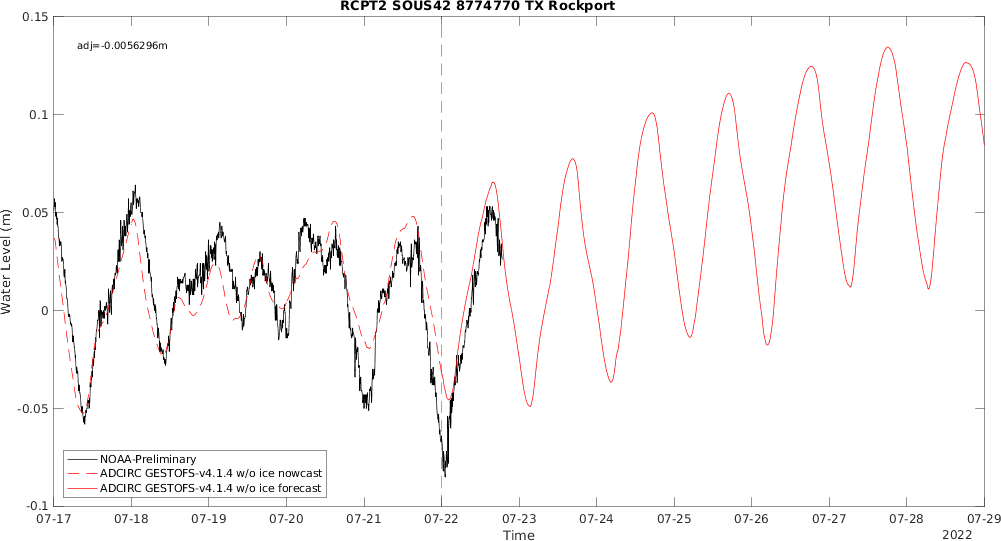 RCPT2 SOUS42 8774770 TX Rockport
0.15
adj=-0.0056296m
0.1
0.05
Water Level (m)
0
-0.05
NOAA-Preliminary
ADCIRC GESTOFS-v4.1.4 w/o ice nowcast
ADCIRC GESTOFS-v4.1.4 w/o ice forecast
-0.1
07-17 07-18 07-19 07-20 07-21 07-22 07-23 07-24 07-25 07-26 07-27 07-28 07-29
Time
2022